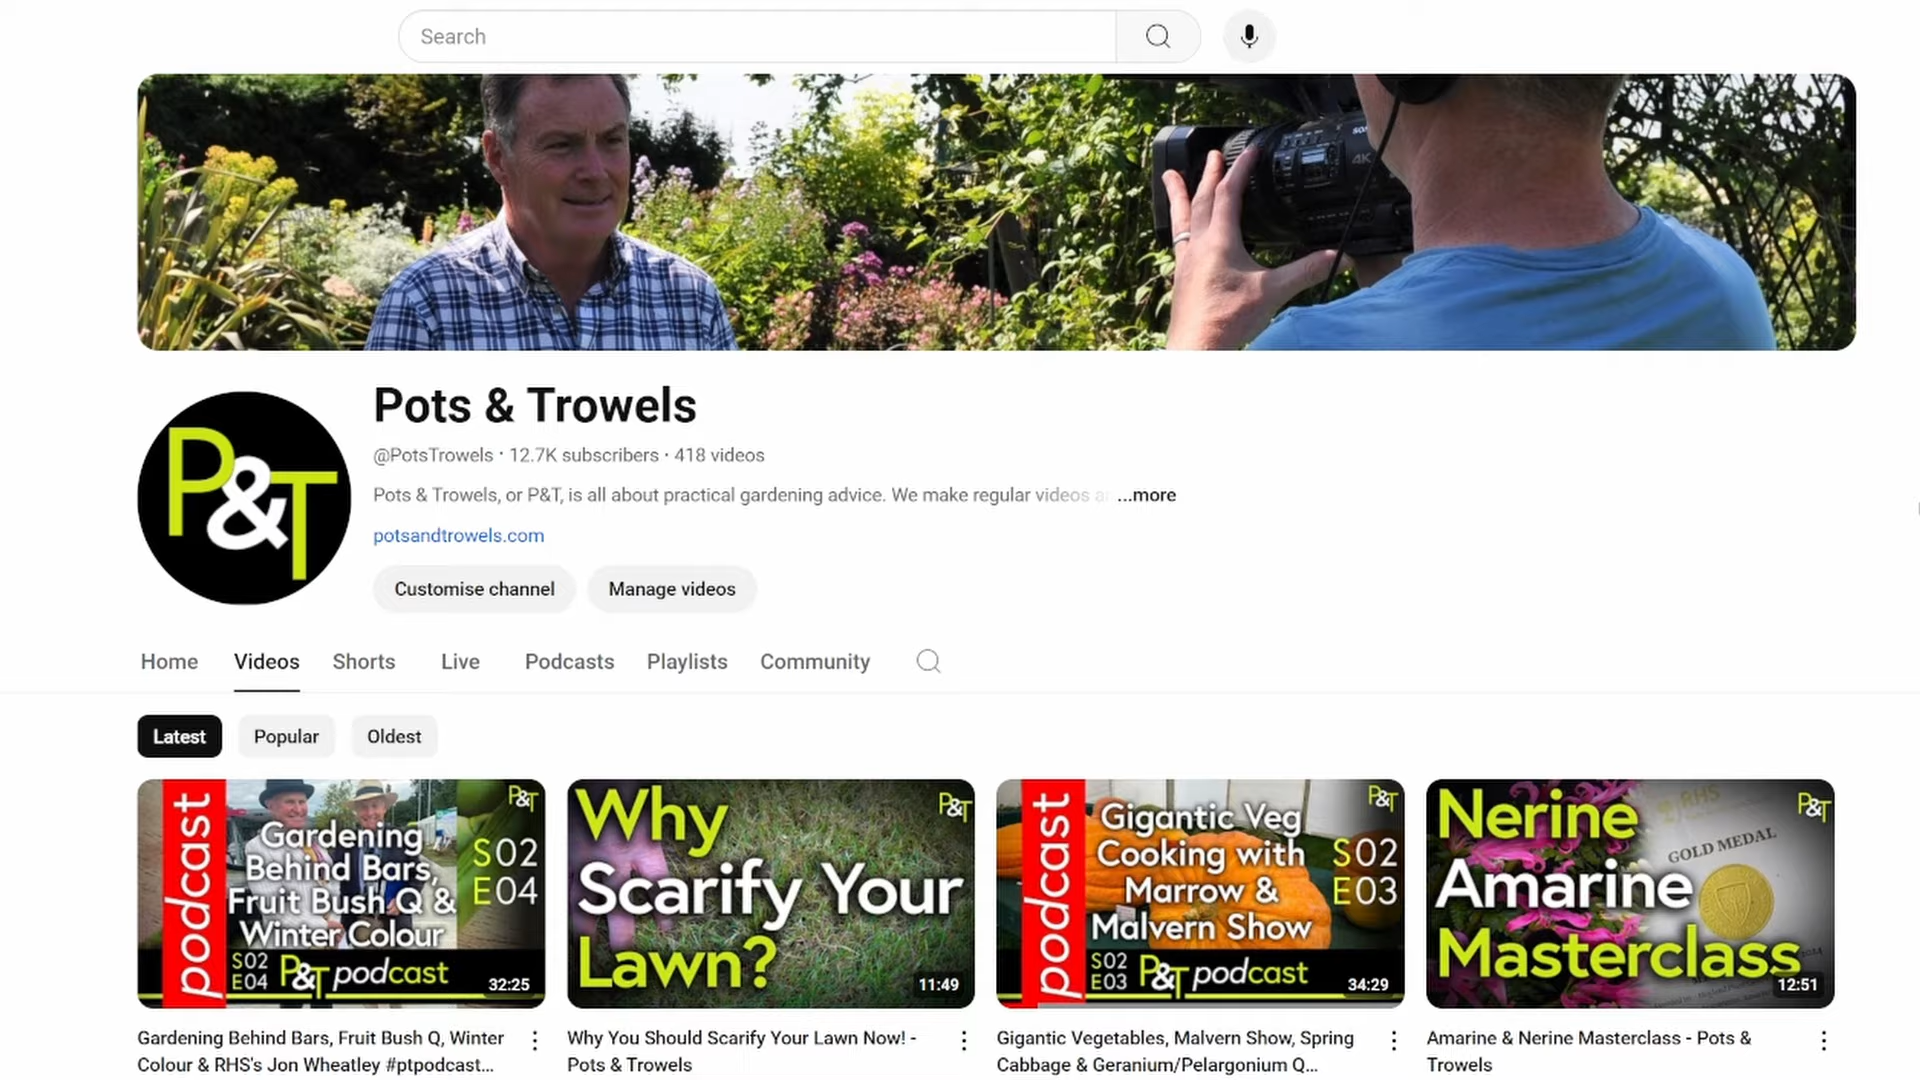 Search
SO
4K
Pots & Trowels
@PotsTrowels · 12.7K subscribers · 418 videos
Pots & Trowels, or P&T, is all about practical gardening advice. We make regular videos a ...more
potsandtrowels.com
P&T
Customise channel
Manage videos
Home
Videos
Shorts
Live
Podcasts
Playlists
Community
Latest
Popular
Oldest
podcast
Gardening
Behind Bars,
Fruit Bush Q &
Winter Colour
P&T
S02
E04
S02
E04
P&T podcast
32:25
Why
Scarify Your
Lawn?
P&T
11:49
podcast
Gigantic Veg
Cooking with
Marrow &
Malvern Show
P&T
S02
E03
S02
E03
P&T podcast
34:29
Nerine
Amarine
Masterclass
P&T
RHS
GOLD MEDAL
12:51
Gardening Behind Bars, Fruit Bush Q, Winter
Colour & RHS's Jon Wheatley #ptpodcast...
Why You Should Scarify Your Lawn Now! -
Pots & Trowels
Gigantic Vegetables, Malvern Show, Spring
Cabbage & Geranium/Pelargonium Q...
Amarine & Nerine Masterclass - Pots &
Trowels